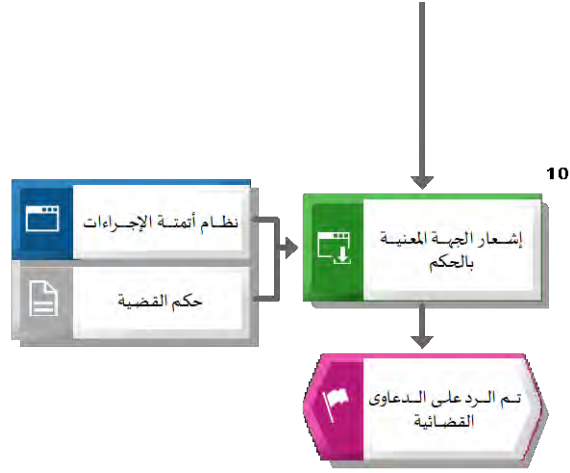 10
إشعار الجهة المعنية
بالحكم
نظام أتمتة الإجراءات
حكم القضية
تم الرد على الدعاوى
القضائية